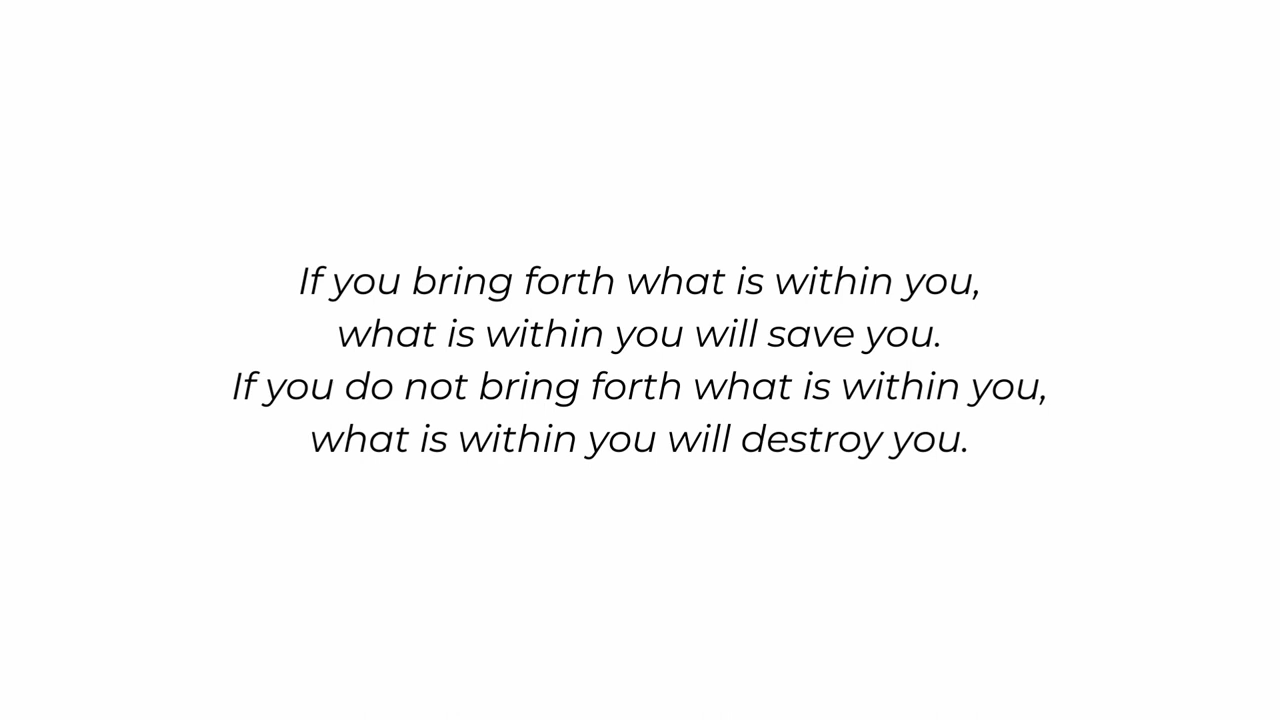 If you bring forth what is within you,
what is within you will save you.
If you do not bring forth what is within you,
what is within you will destroy you.